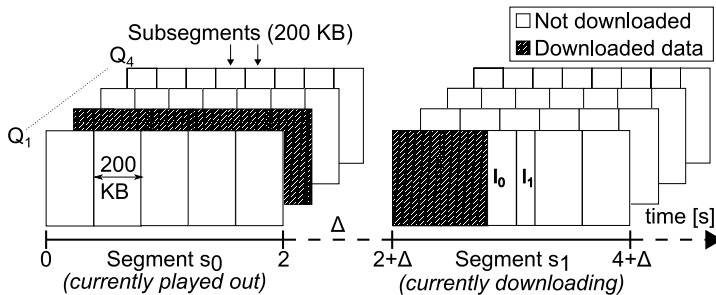 Not downloaded
Downloaded data
Subsegments (200 KB)
Q4
Q1
200
KB
I0
I1
time [s]
0
2
Δ
2+Δ
4+Δ
Segment s0
(currently played out)
Segment s1
(currently downloading)